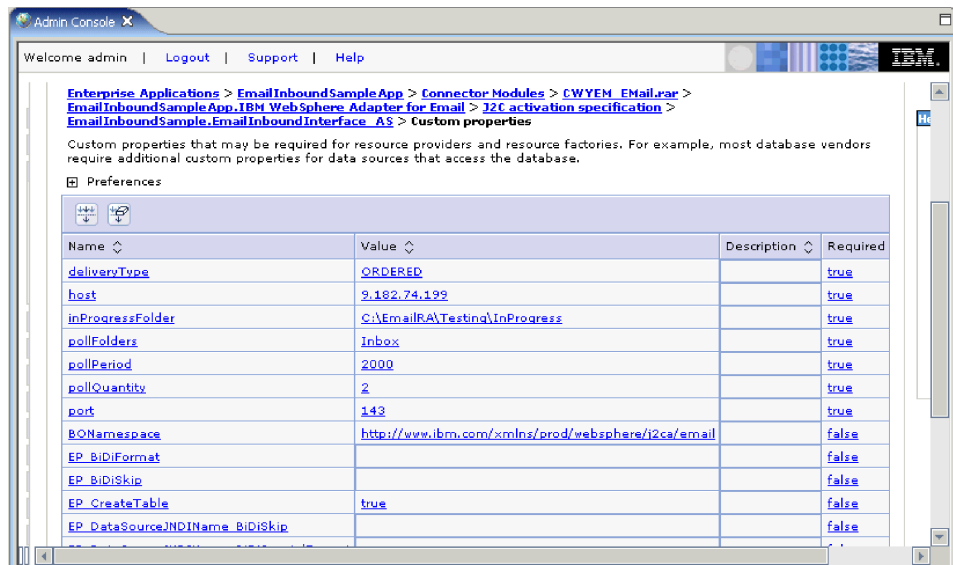 Admin Console
Welcome admin | Logout | Support | Help
IBM.
Enterprise Applications > EmailInboundSampleApp > Connector Modules > CWYEM_EMail.rar >
EmailInboundSampleApp.IBM WebSphere Adapter for Email > J2C activation specification >
EmailInboundSample.EmailInboundInterface_AS > Custom properties
He
Custom properties that may be required for resource providers and resource factories. For example, most database vendors
require additional custom properties for data sources that access the database.
Preferences
Name Value Description Required
deliveryType ORDERED true
host 9.182.74.199 true
inProgressFolder C:\EmailRA\Testing\InProgress true
pollFolders Inbox true
pollPeriod 2000 true
pollQuantity 2 true
port 143 true
BONamespace http://www.ibm.com/xmlns/prod/websphere/j2ca/email false
EP_BiDiFormat false
EP_BiDiSkip false
EP_CreateTable true false
EP_DataSourceJNDIName_BiDiSkip false